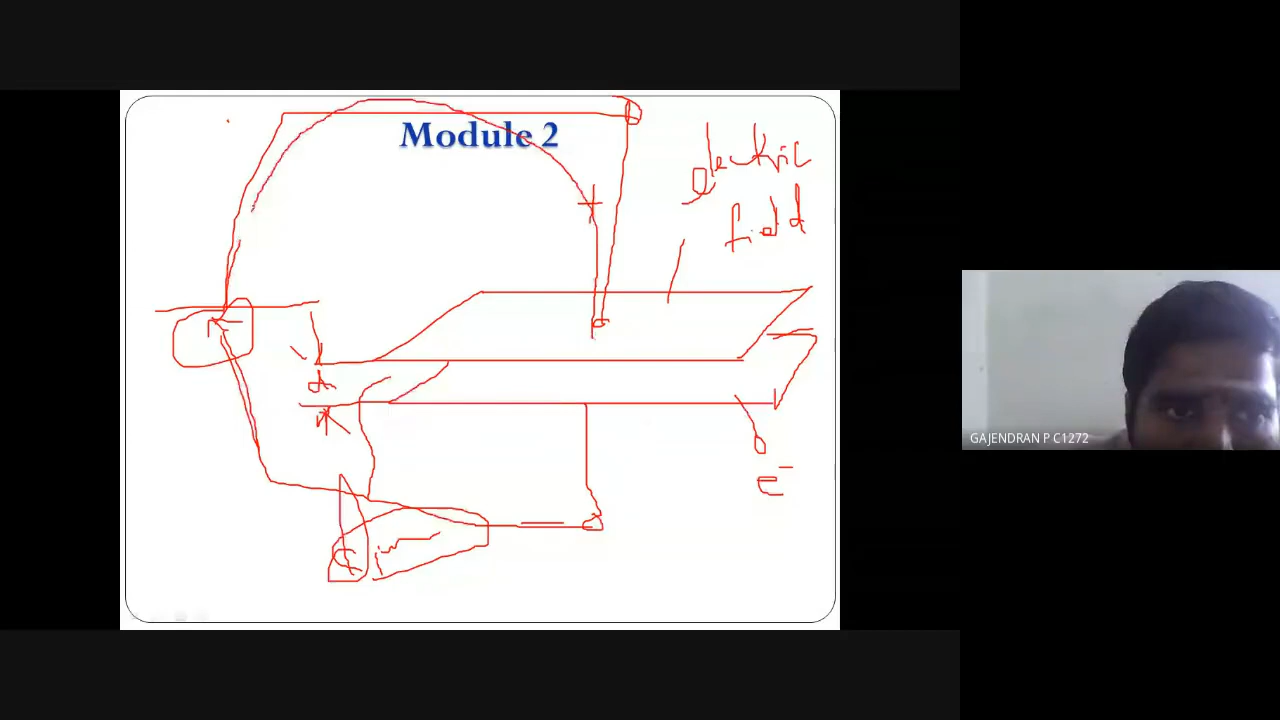 Module 2
electric
field
d
e⁻
GAJENDRAN P C1272